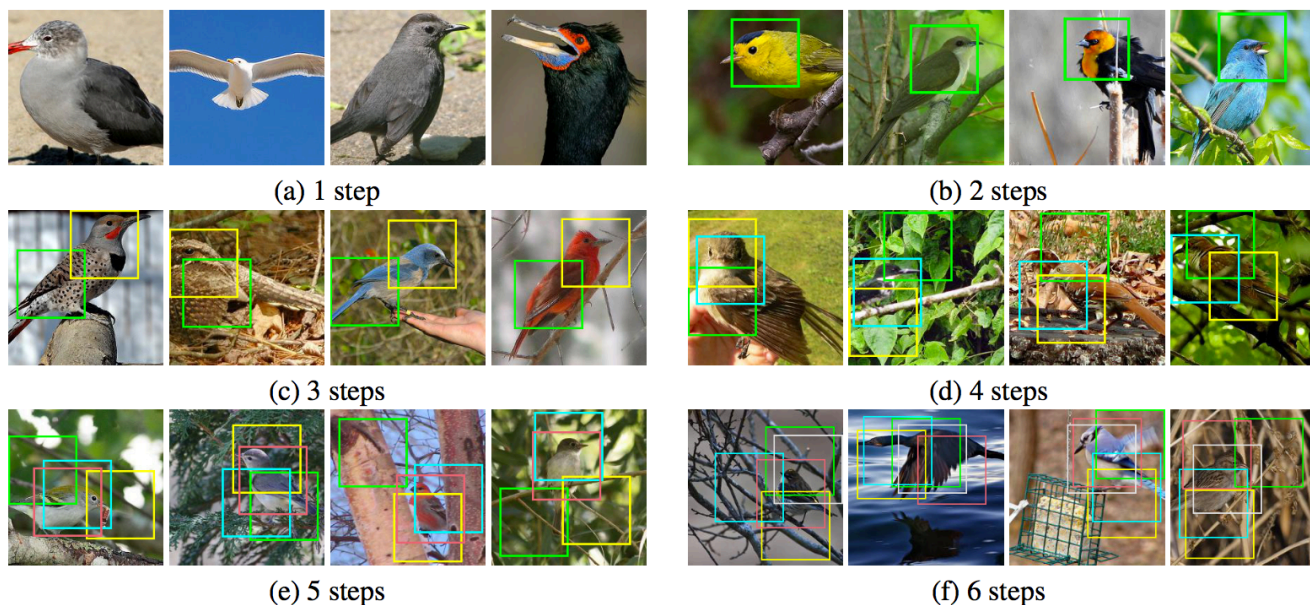 (a) 1 step
(b) 2 steps
(c) 3 steps
(d) 4 steps
(e) 5 steps
(f) 6 steps